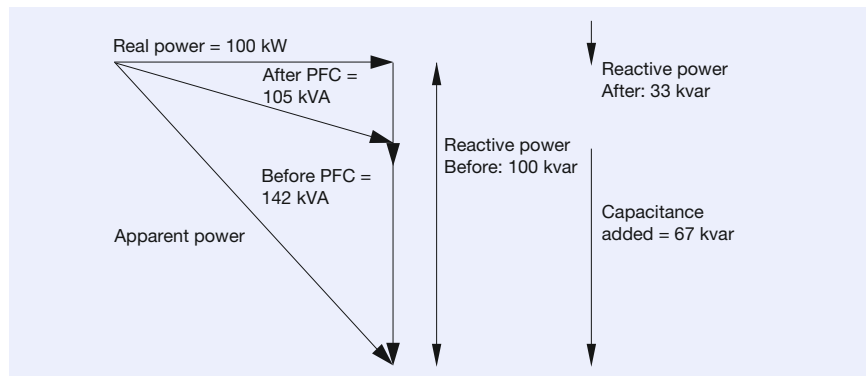 Real power = 100 kW
After PFC =
105 kVA
Reactive power
After: 33 kvar
Reactive power
Before: 100 kvar
Before PFC =
142 kVA
Capacitance
added = 67 kvar
Apparent power